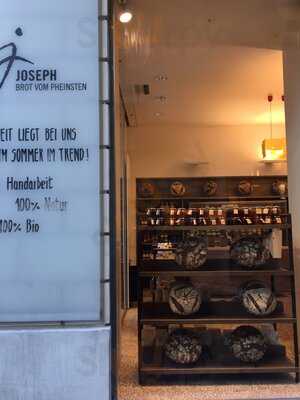 JOSEPH
BROT VOM PHEINSTEN
EIT LIEGT BEI UNS
M SOMMER IM TREND!
Handarbeit
100% Natur
100% Bio